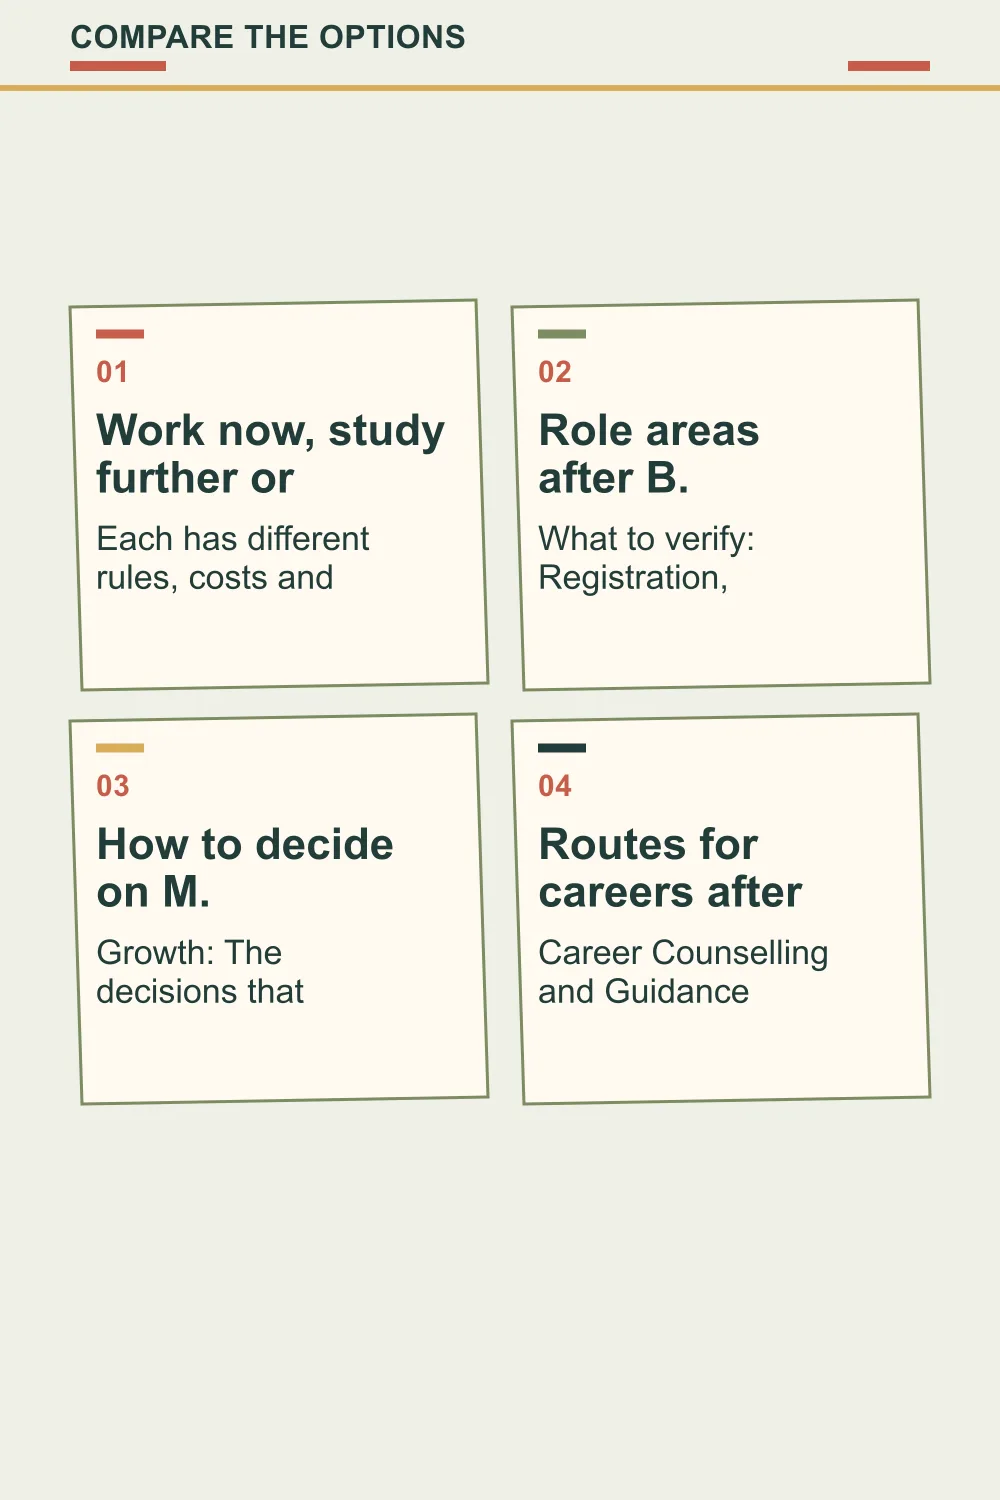 COMPARE THE OPTIONS
01
Work now, study
further or
Each has different
rules, costs and
02
Role areas
after B.
What to verify:
Registration,
03
How to decide
on M.
Growth: The
decisions that
04
Routes for
careers after
Career Counselling
and Guidance